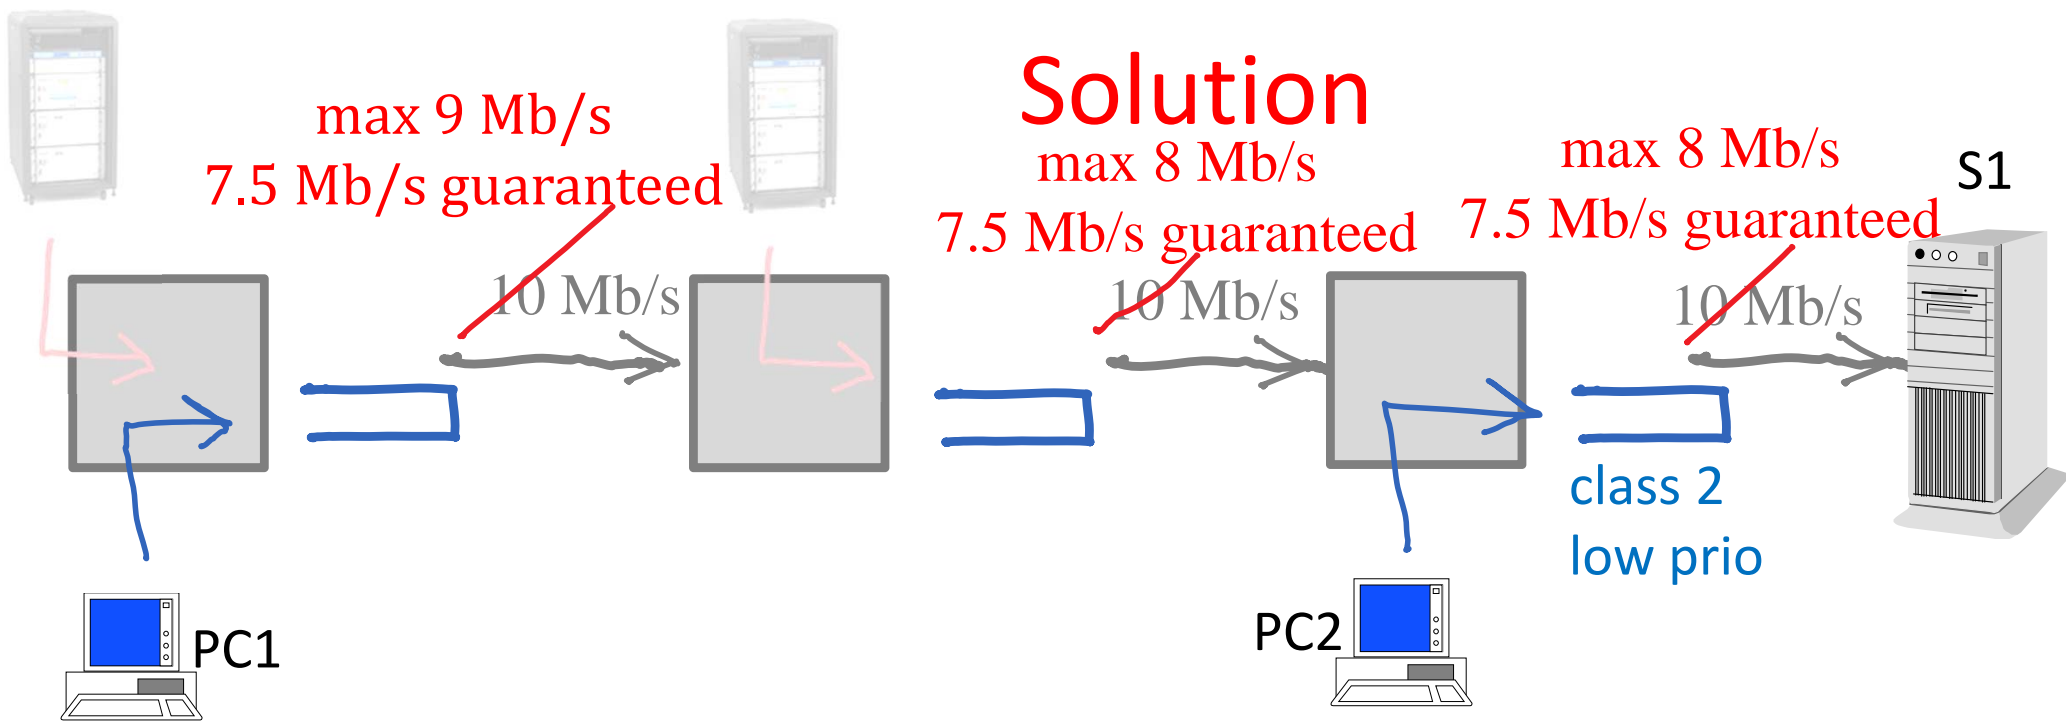 Solution
max 9 Mb/s
7.5 Mb/s guaranteed
max 8 Mb/s
7.5 Mb/s guaranteed
max 8 Mb/s
7.5 Mb/s guaranteed
S1
10 Mb/s
10 Mb/s
10 Mb/s
class 2
low prio
PC1
PC2